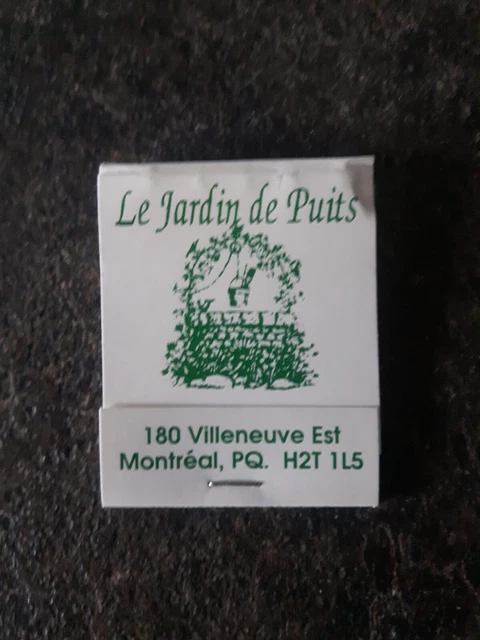 Le Jardin de Puits
180 Villeneuve Est
Montréal, PQ. H2T 1L5